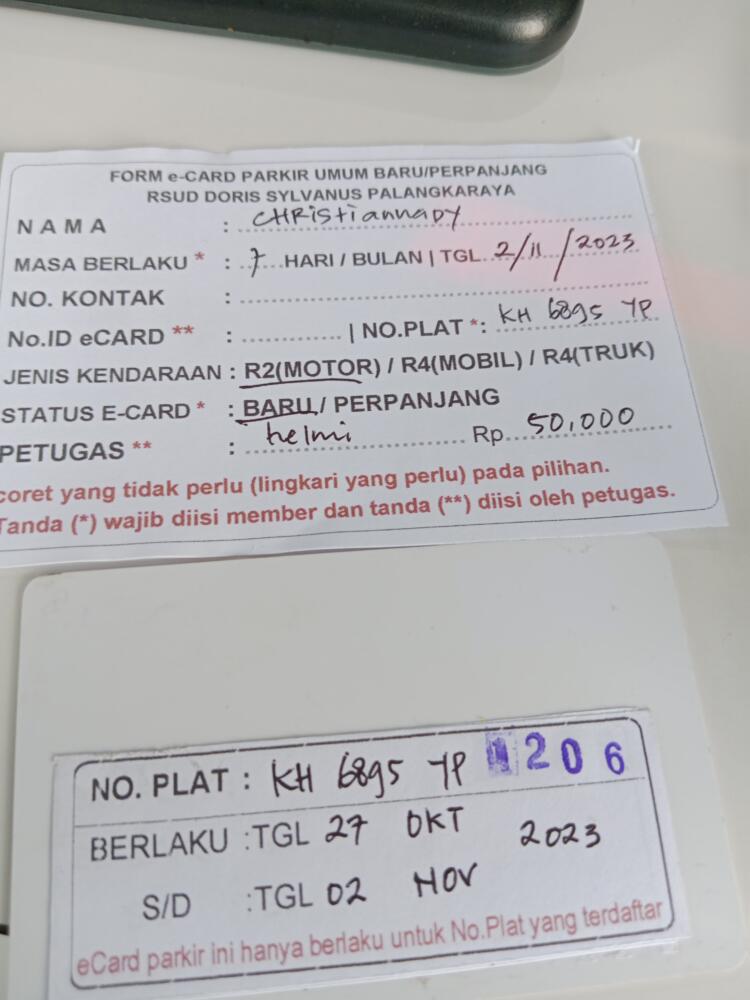 FORM e-CARD PARKIR UMUM BARU/PERPANJANG
RSUD DORIS SYLVANUS PALANGKARAYA
NAMA : CHRistiannady
MASA BERLAKU * : 7 HARI / BULAN | TGL 2/11/2023
NO. KONTAK :
No.ID eCARD ** : | NO.PLAT *: KH 6895 YP
JENIS KENDARAAN : R2(MOTOR) / R4(MOBIL) / R4(TRUK)
STATUS E-CARD * : BARU / PERPANJANG
PETUGAS ** : helmi Rp. 50,000
coret yang tidak perlu (lingkari yang perlu) pada pilihan.
Tanda (*) wajib diisi member dan tanda (**) diisi oleh petugas.
NO. PLAT : KH 6895 YP 1206
BERLAKU : TGL 27 OKT 2023
S/D : TGL 02 NOV
eCard parkir ini hanya berlaku untuk No.Plat yang terdaftar